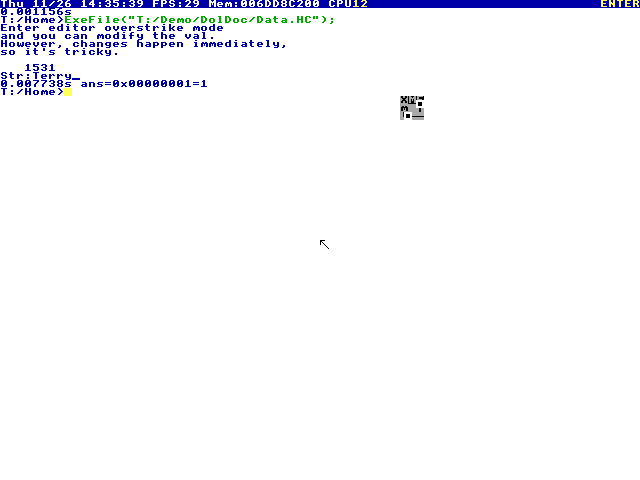 Thu 11/26 14:35:39 FPS:29 Mem:006DD8C200 CPU12 ENTER
0.001156s
T:/Home>ExeFile("T:/Demo/DolDoc/Data.HC");
Enter editor overstrike mode
and you can modify the val.
However, changes happen immediately,
so it's tricky.
1531
Str:Terry_
0.007738s ans=0x00000001=1
T:/Home>